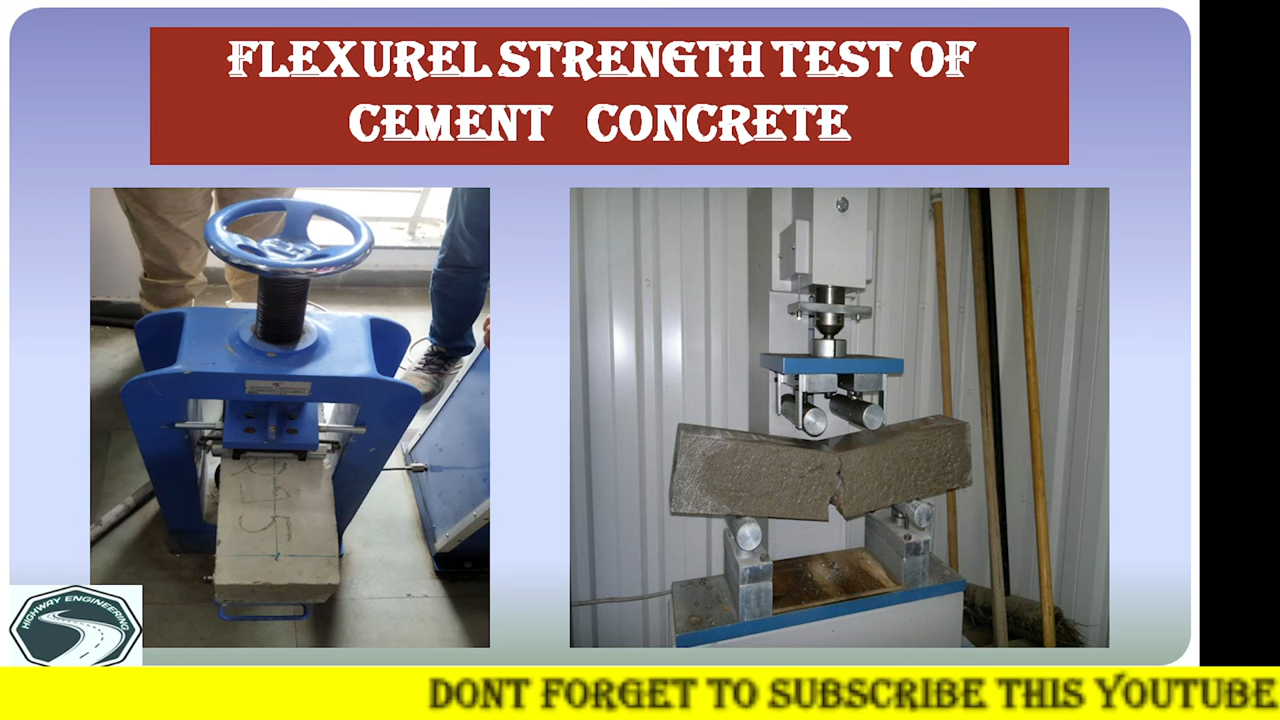 FLEXUREL STRENGTH TEST OF
CEMENT CONCRETE
HIGHWAY ENGINEERING
DONT FORGET TO SUBSCRIBE THIS YOUTUBE